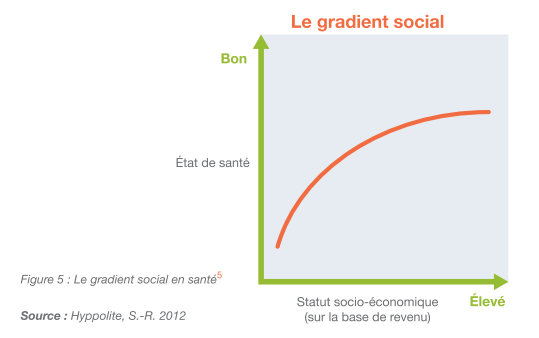 Le gradient social
Bon
État de santé
Figure 5 : Le gradient social en santé5
Statut socio-économique
(sur la base de revenu)
Élevé
Source : Hyppolite, S.-R. 2012